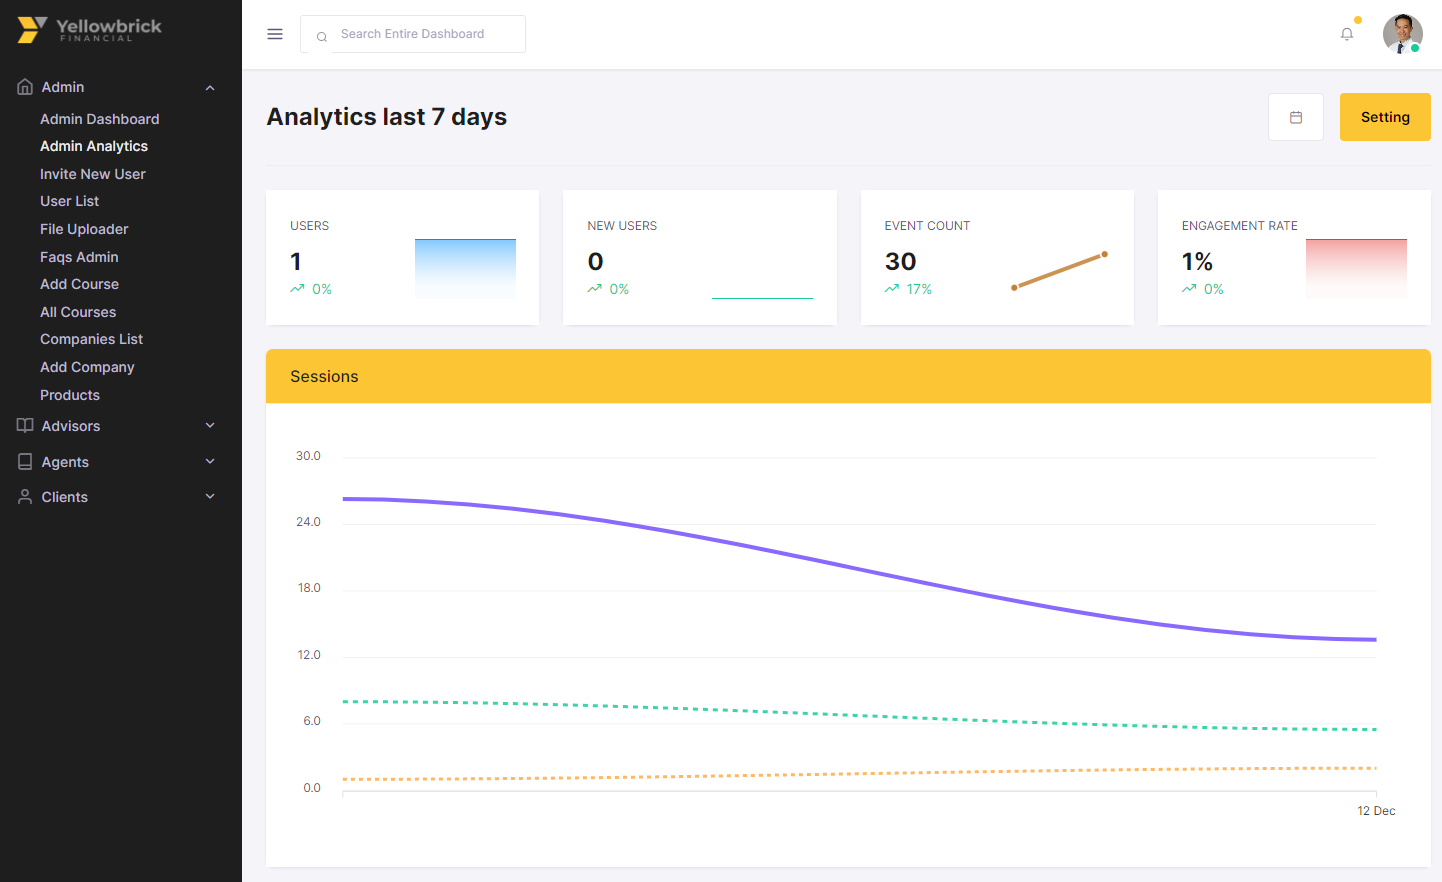 Yellowbrick
FINANCIAL
Search Entire Dashboard
Admin
Admin Dashboard
Admin Analytics
Invite New User
User List
File Uploader
Faqs Admin
Add Course
All Courses
Companies List
Add Company
Products
Advisors
Agents
Clients
Analytics last 7 days
Setting
USERS
1
0%
NEW USERS
0
0%
EVENT COUNT
30
17%
ENGAGEMENT RATE
1%
0%
Sessions
30.0
24.0
18.0
12.0
6.0
0.0
12 Dec